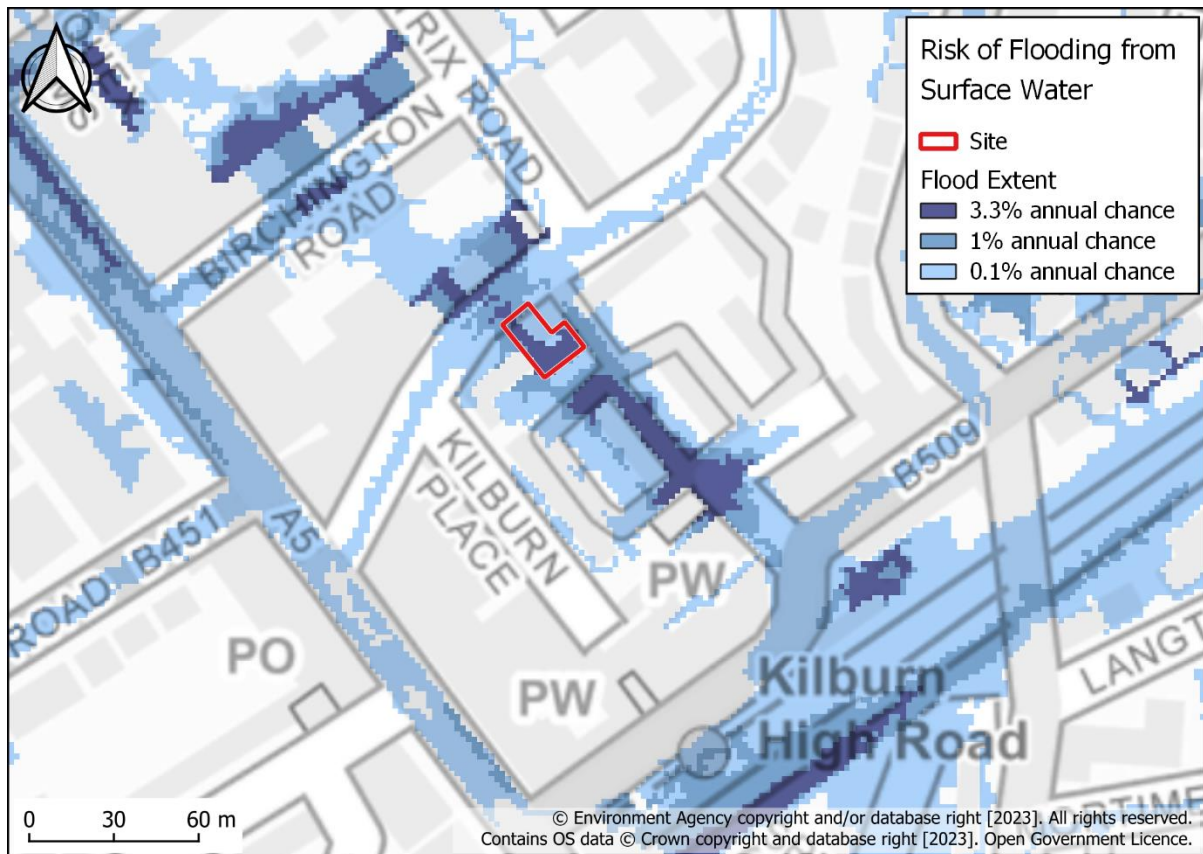 Risk of Flooding from
Surface Water
Site
Flood Extent
3.3% annual chance
1% annual chance
0.1% annual chance
RIX ROAD
BIRCHINGTON
ROAD
KILBURN
PLACE
B509
A5
ROAD B451
PW
PO
PW
Kilburn
High Road
LANGT
MORTIME
0 30 60 m
© Environment Agency copyright and/or database right [2023]. All rights reserved.
Contains OS data © Crown copyright and database right [2023]. Open Government Licence.